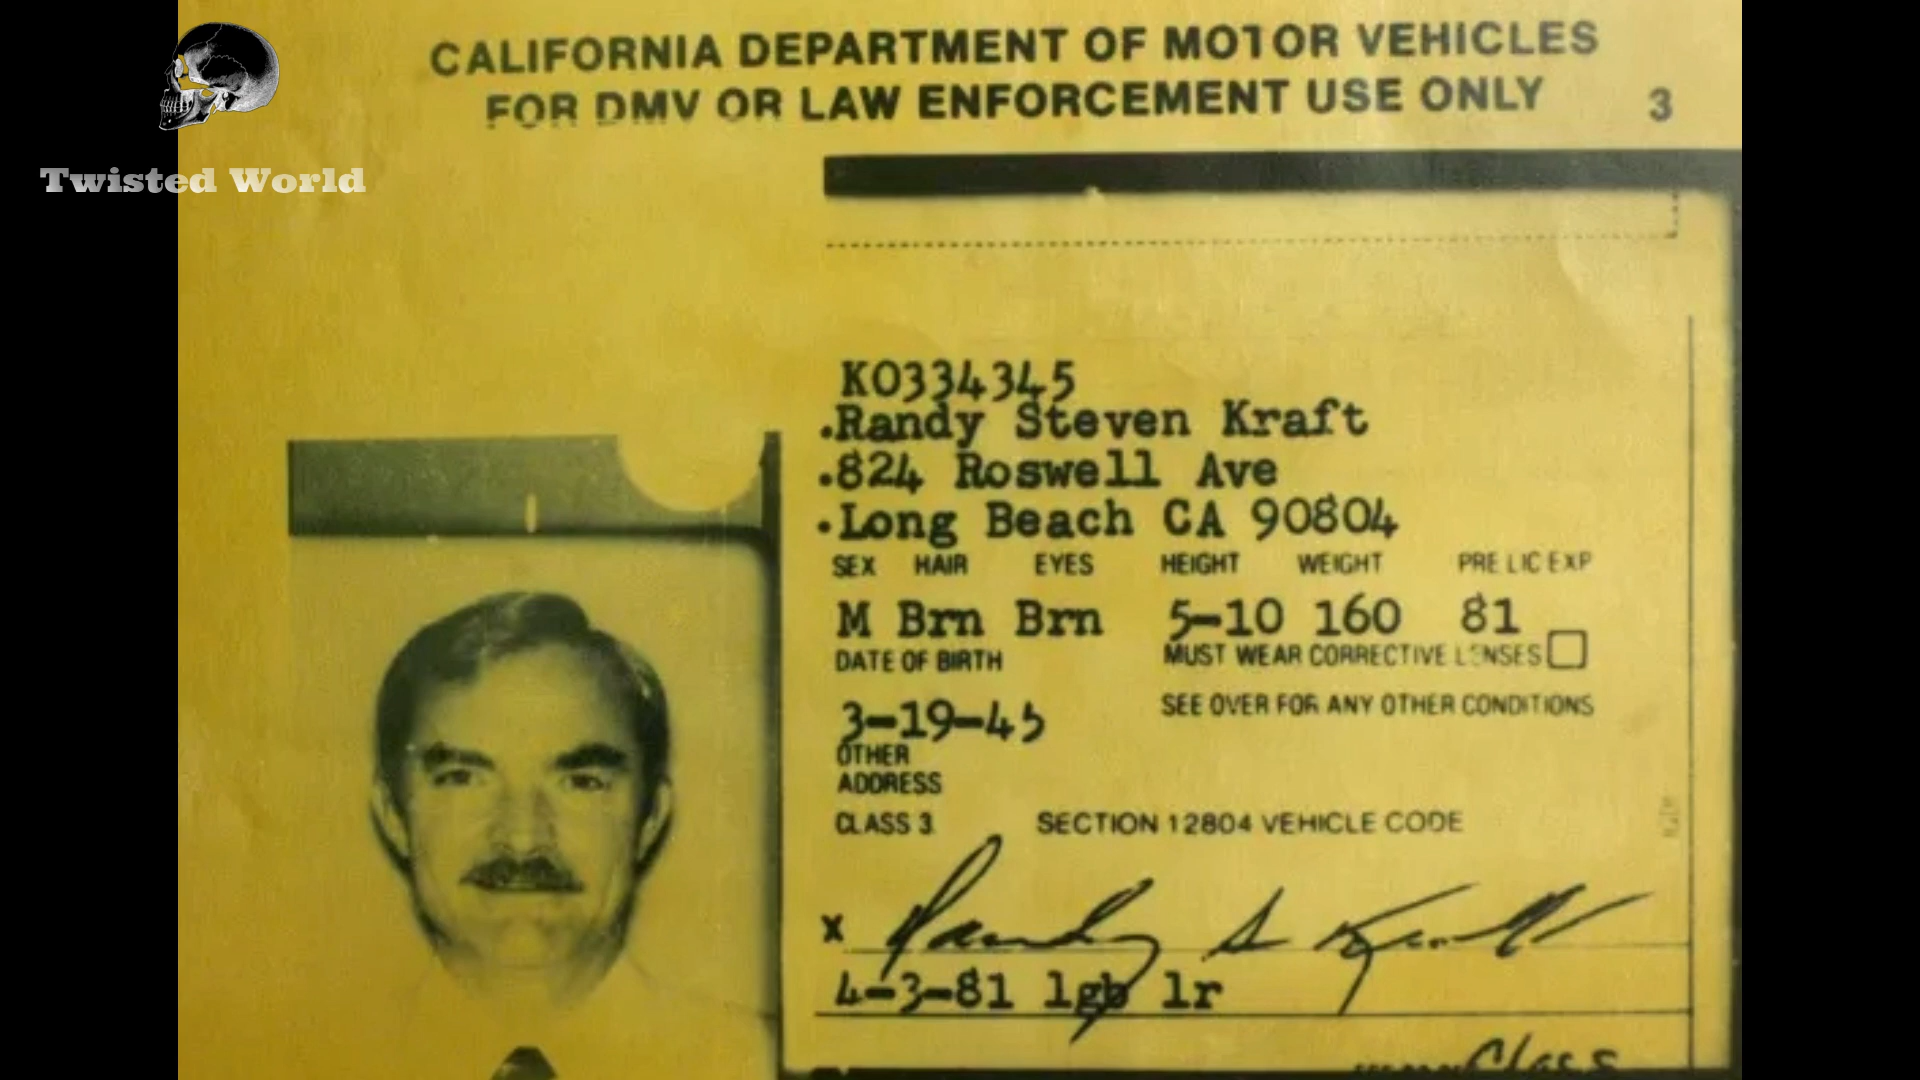 CALIFORNIA DEPARTMENT OF MOTOR VEHICLES
FOR DMV OR LAW ENFORCEMENT USE ONLY 3
Twisted World
K0334345
.Randy Steven Kraft
.824 Roswell Ave
.Long Beach CA 90804
SEX HAIR EYES HEIGHT WEIGHT PRE LIC EXP
M Brn Brn 5-10 160 81
MUST WEAR CORRECTIVE LENSES
DATE OF BIRTH
3-19-45
SEE OVER FOR ANY OTHER CONDITIONS
OTHER
ADDRESS
CLASS 3 SECTION 12804 VEHICLE CODE
X Randy S Kraft
4-3-81 lgb lr
Class